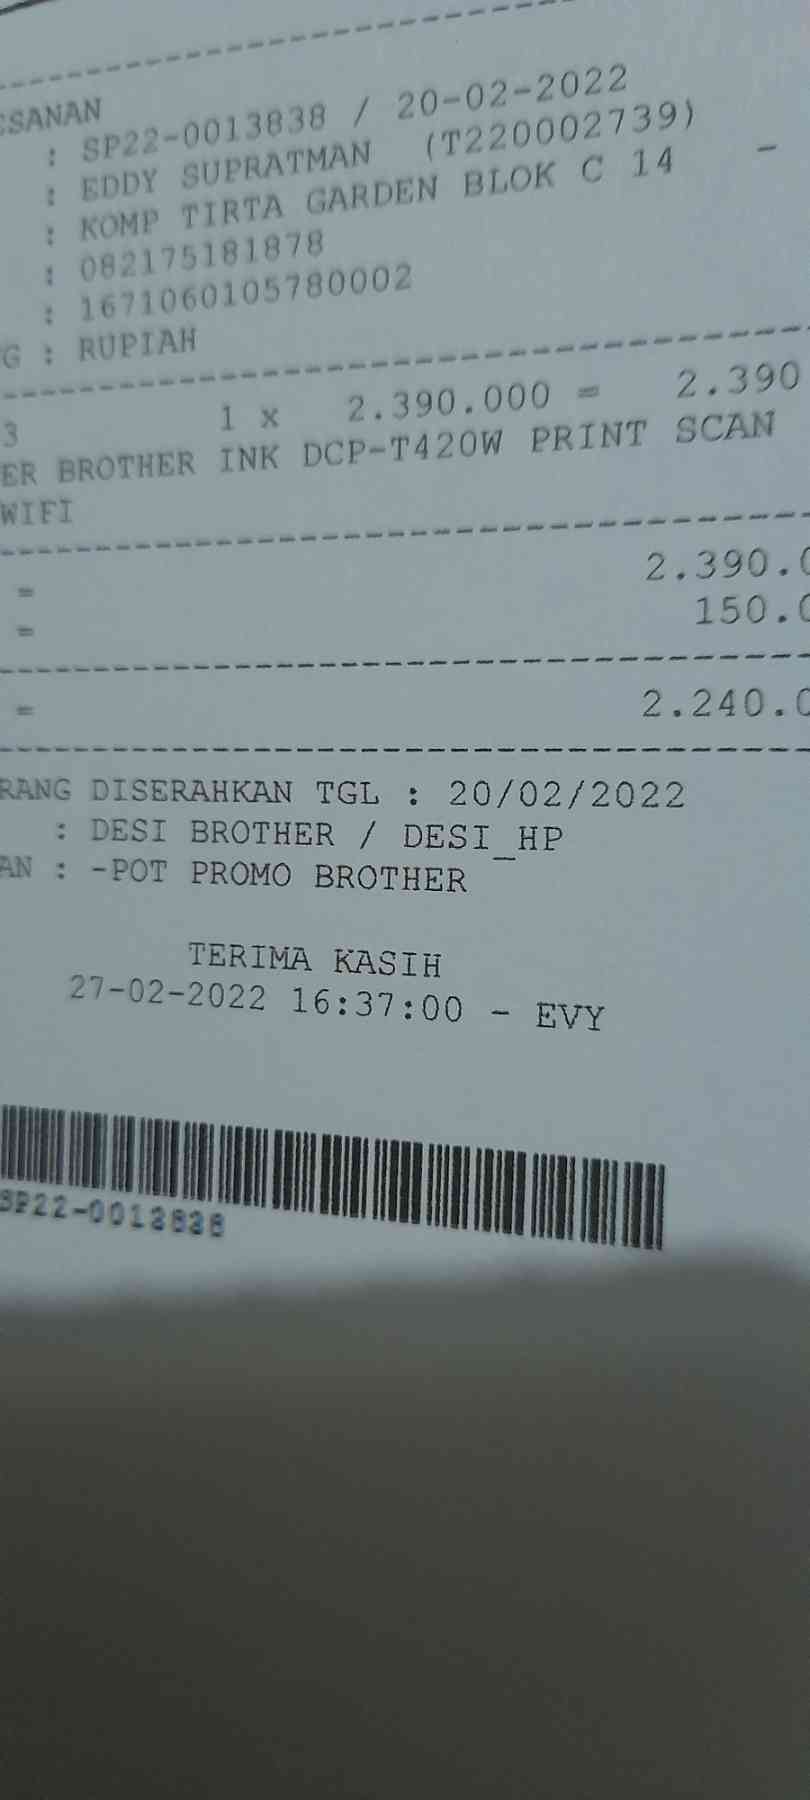 SANAN
: SP22-0013838 / 20-02-2022
: EDDY SUPRATMAN (T220002739)
: KOMP TIRTA GARDEN BLOK C 14 -
: 082175181878
: 1671060105780002
G : RUPIAH
3 1 x 2.390.000 = 2.390
ER BROTHER INK DCP-T420W PRINT SCAN
WIFI
= 2.390.0
= 150.0
= 2.240.0
RANG DISERAHKAN TGL : 20/02/2022
: DESI BROTHER / DESI_HP
AN : -POT PROMO BROTHER
TERIMA KASIH
27-02-2022 16:37:00 - EVY
SP22-0013838